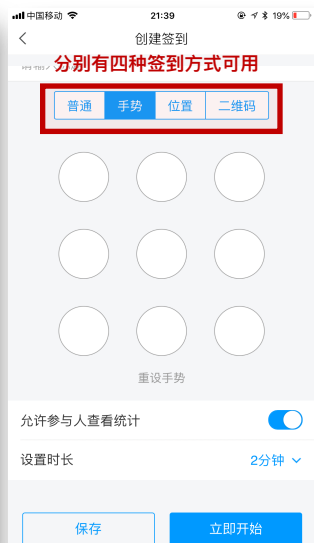 中国移动 21:39 19%
创建签到
分别有四种签到方式可用
普通 手势 位置 二维码
重设手势
允许参与人查看统计
设置时长 2分钟
保存 立即开始